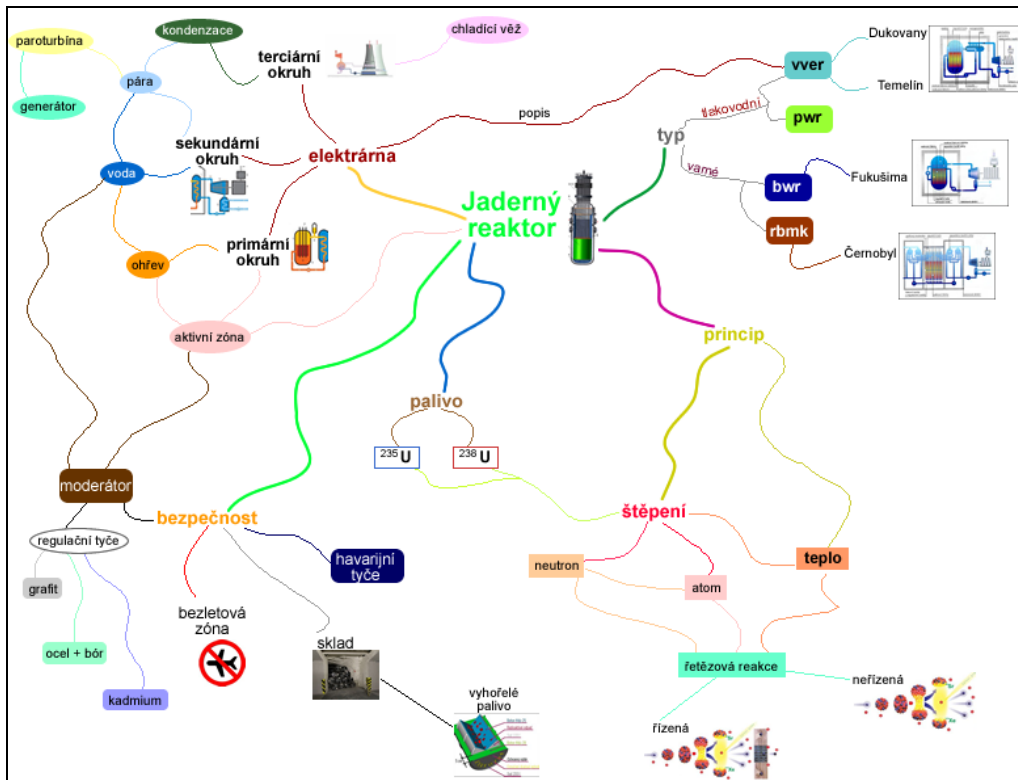 kondenzace
paroturbína
terciární
okruh
chladící věž
Dukovany
vver
pára
Temelín
generátor
popis
tlakovodní
pwr
typ
sekundární
okruh
elektrárna
voda
varné
Fukušima
bwr
Jaderný
reaktor
rbmk
primární
okruh
Černobyl
ohřev
aktivní zóna
princip
palivo
235 U
238 U
moderátor
bezpečnost
štěpení
regulační tyče
havarijní
tyče
neutron
teplo
grafit
atom
bezletová
zóna
sklad
ocel + bór
řetězová reakce
neřízená
kadmium
vyhořelé
palivo
řízená